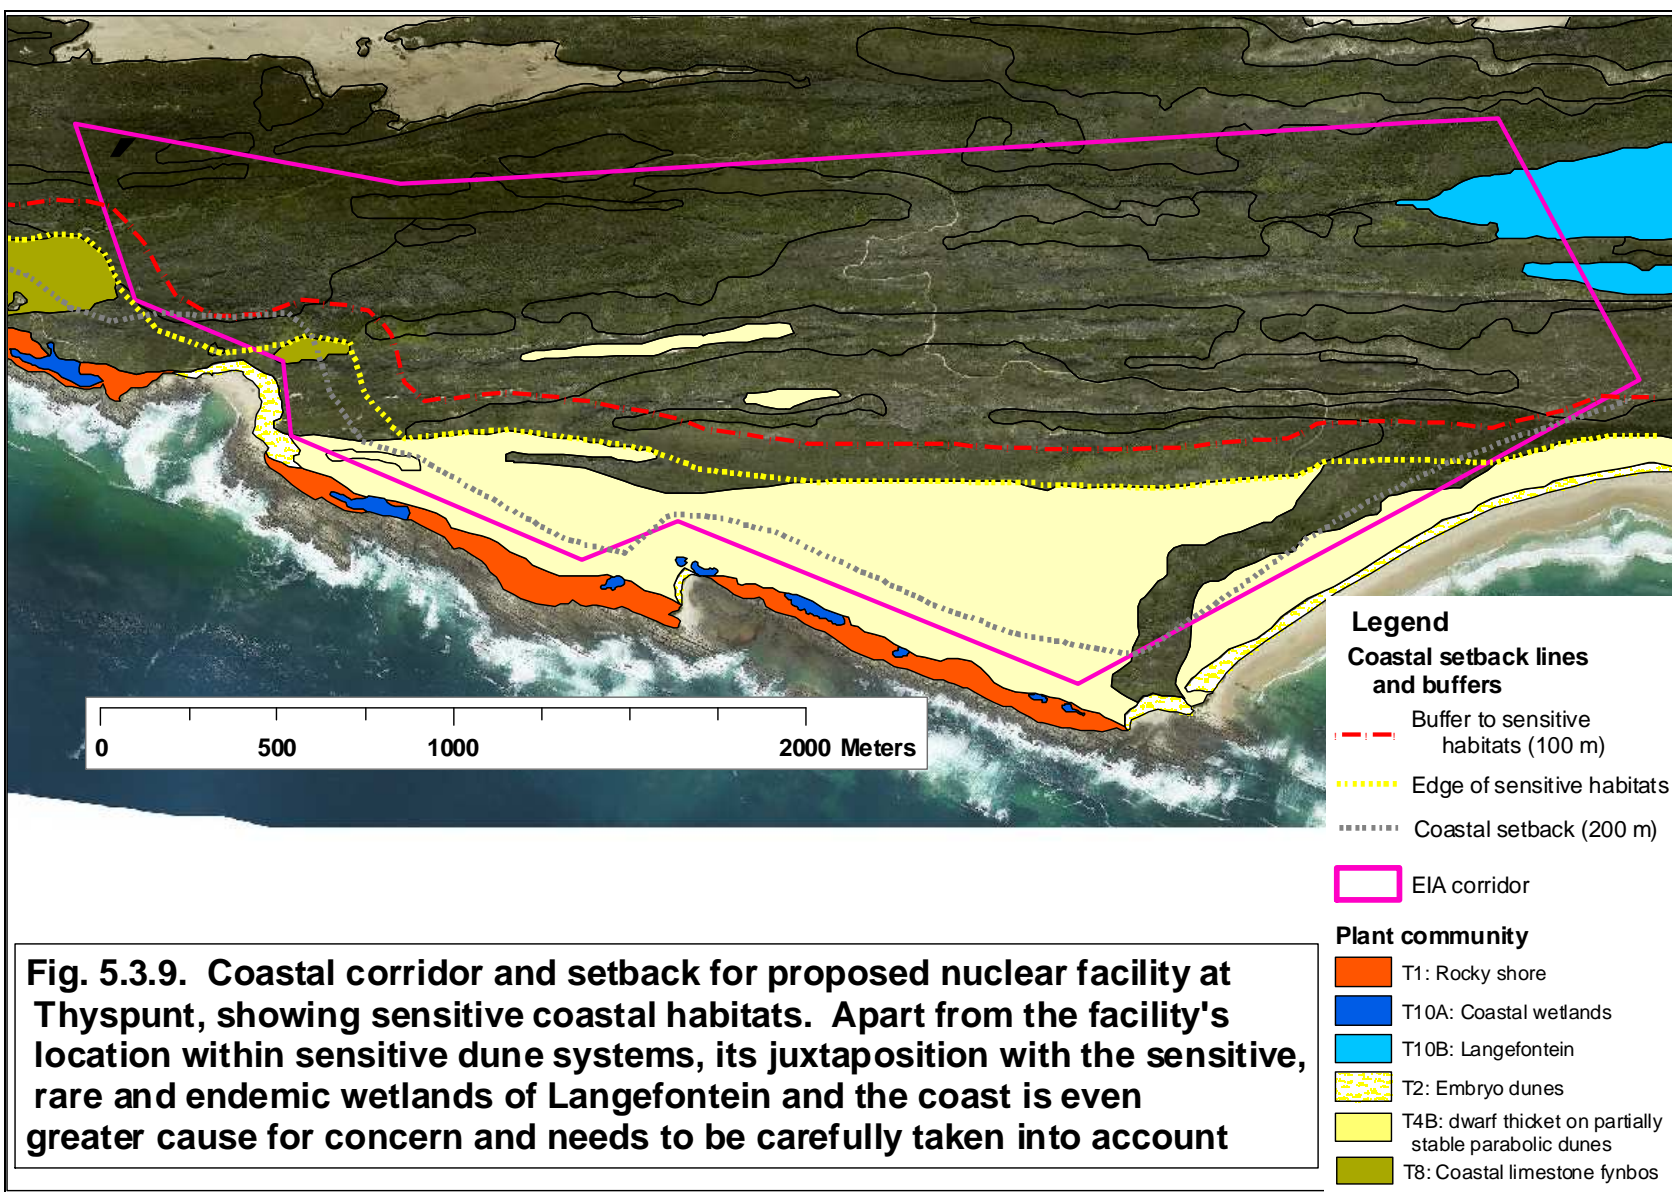 0 500 1000 2000 Meters
Legend
Coastal setback lines
and buffers
Buffer to sensitive
habitats (100 m)
Edge of sensitive habitats
Coastal setback (200 m)
EIA corridor
Plant community
T1: Rocky shore
T10A: Coastal wetlands
T10B: Langefontein
T2: Embryo dunes
T4B: dwarf thicket on partially
stable parabolic dunes
T8: Coastal limestone fynbos
Fig. 5.3.9. Coastal corridor and setback for proposed nuclear facility at
Thyspunt, showing sensitive coastal habitats. Apart from the facility's
location within sensitive dune systems, its juxtaposition with the sensitive,
rare and endemic wetlands of Langefontein and the coast is even
greater cause for concern and needs to be carefully taken into account